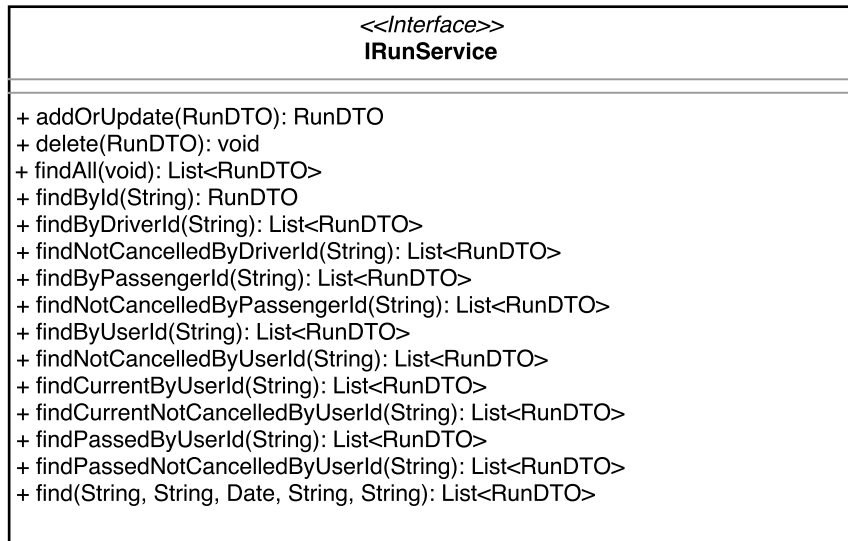 <<Interface>>
IRunService
+ addOrUpdate(RunDTO): RunDTO
+ delete(RunDTO): void
+ findAll(void): List<RunDTO>
+ findById(String): RunDTO
+ findByDriverId(String): List<RunDTO>
+ findNotCancelledByDriverId(String): List<RunDTO>
+ findByPassengerId(String): List<RunDTO>
+ findNotCancelledByPassengerId(String): List<RunDTO>
+ findByUserId(String): List<RunDTO>
+ findNotCancelledByUserId(String): List<RunDTO>
+ findCurrentByUserId(String): List<RunDTO>
+ findCurrentNotCancelledByUserId(String): List<RunDTO>
+ findPassedByUserId(String): List<RunDTO>
+ findPassedNotCancelledByUserId(String): List<RunDTO>
+ find(String, String, Date, String, String): List<RunDTO>